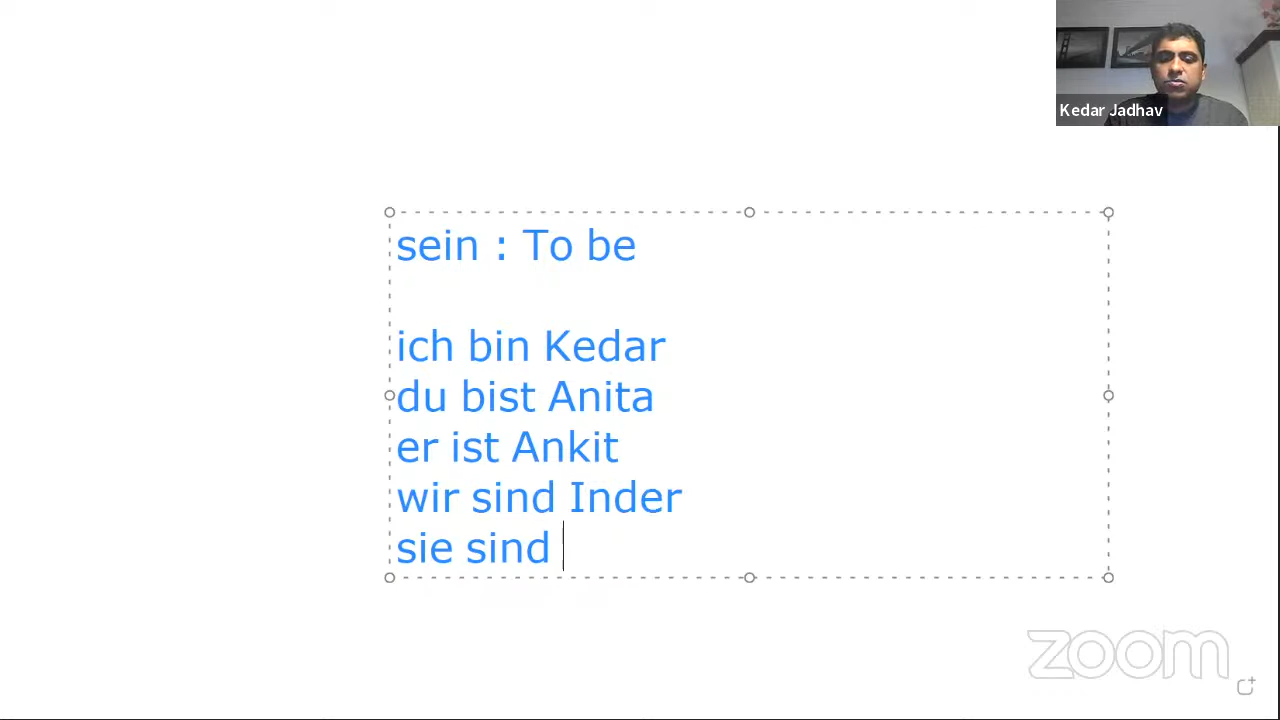 Kedar Jadhav
sein : To be
ich bin Kedar
du bist Anita
er ist Ankit
wir sind Inder
sie sind
zoom